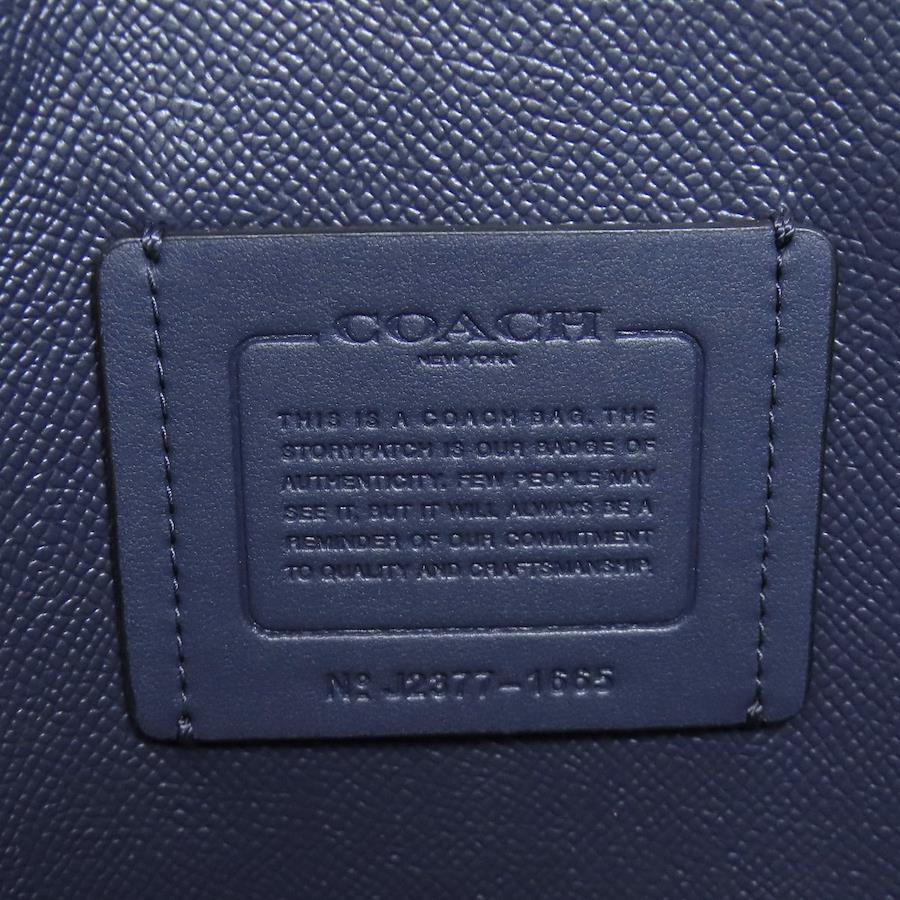 COACH
NEW YORK
THIS IS A COACH BAG. THE
STORYPATCH IS OUR BADGE OF
AUTHENTICITY. FEW PEOPLE MAY
SEE IT, BUT IT WILL ALWAYS BE A
REMINDER OF OUR COMMITMENT
TO QUALITY AND CRAFTSMANSHIP.
Nº J2377-1665